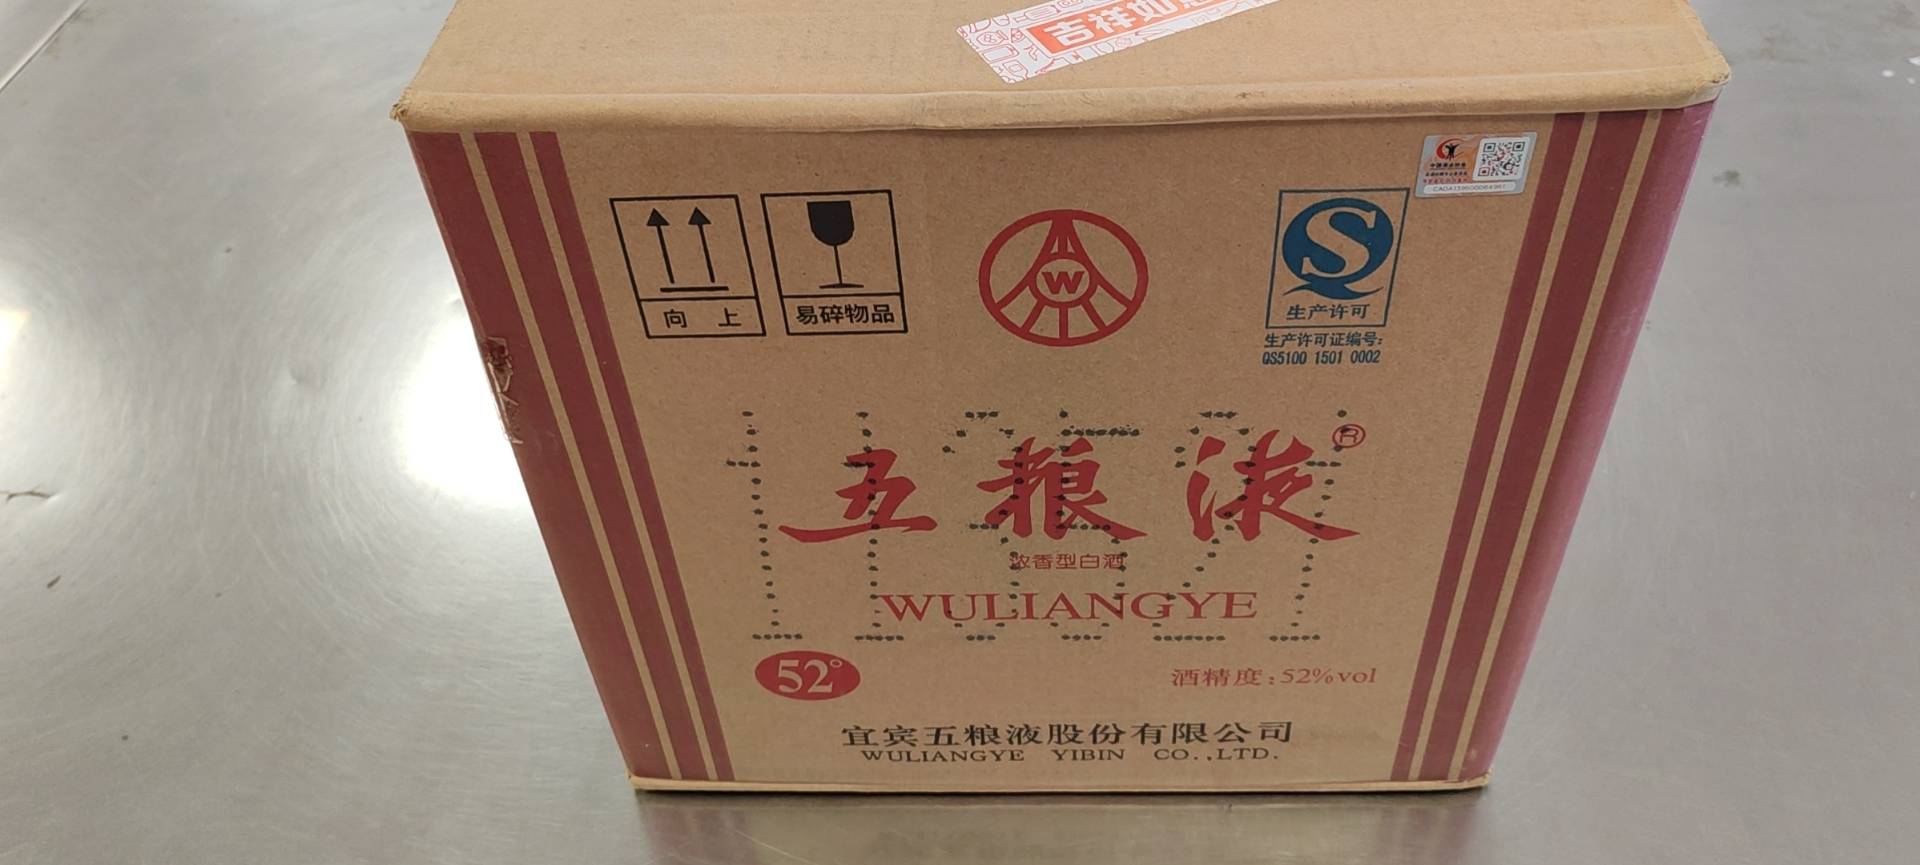 吉祥如意
向 上
易碎物品
W
S
生产许可
生产许可证编号:
QS5100 1501 0002
五粮液®
浓香型白酒
WULIANGYE
52°
酒精度:52%vol
宜宾五粮液股份有限公司
WULIANGYE YIBIN CO.,LTD.